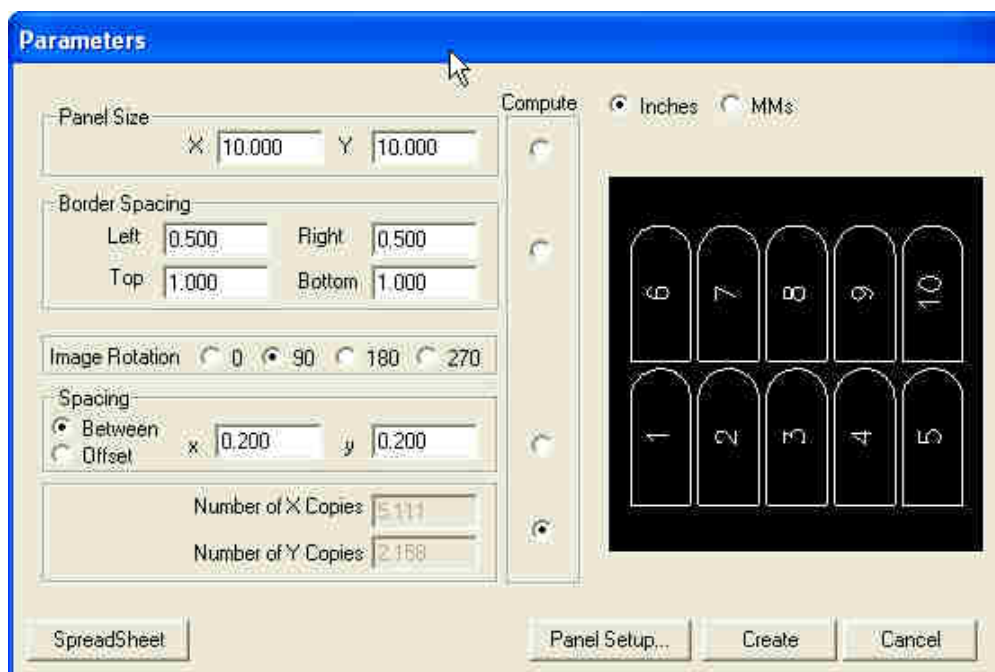 Parameters
Compute
Inches
MMs
Panel Size
X 10.000 Y 10.000
Border Spacing
Left 0.500 Right 0.500
Top 1.000 Bottom 1.000
Image Rotation 0 90 180 270
Spacing
Between
Offset
x 0.200 y 0.200
Number of X Copies 5.111
Number of Y Copies 2.158
6 7 8 9 10
1 2 3 4 5
SpreadSheet
Panel Setup...
Create
Cancel